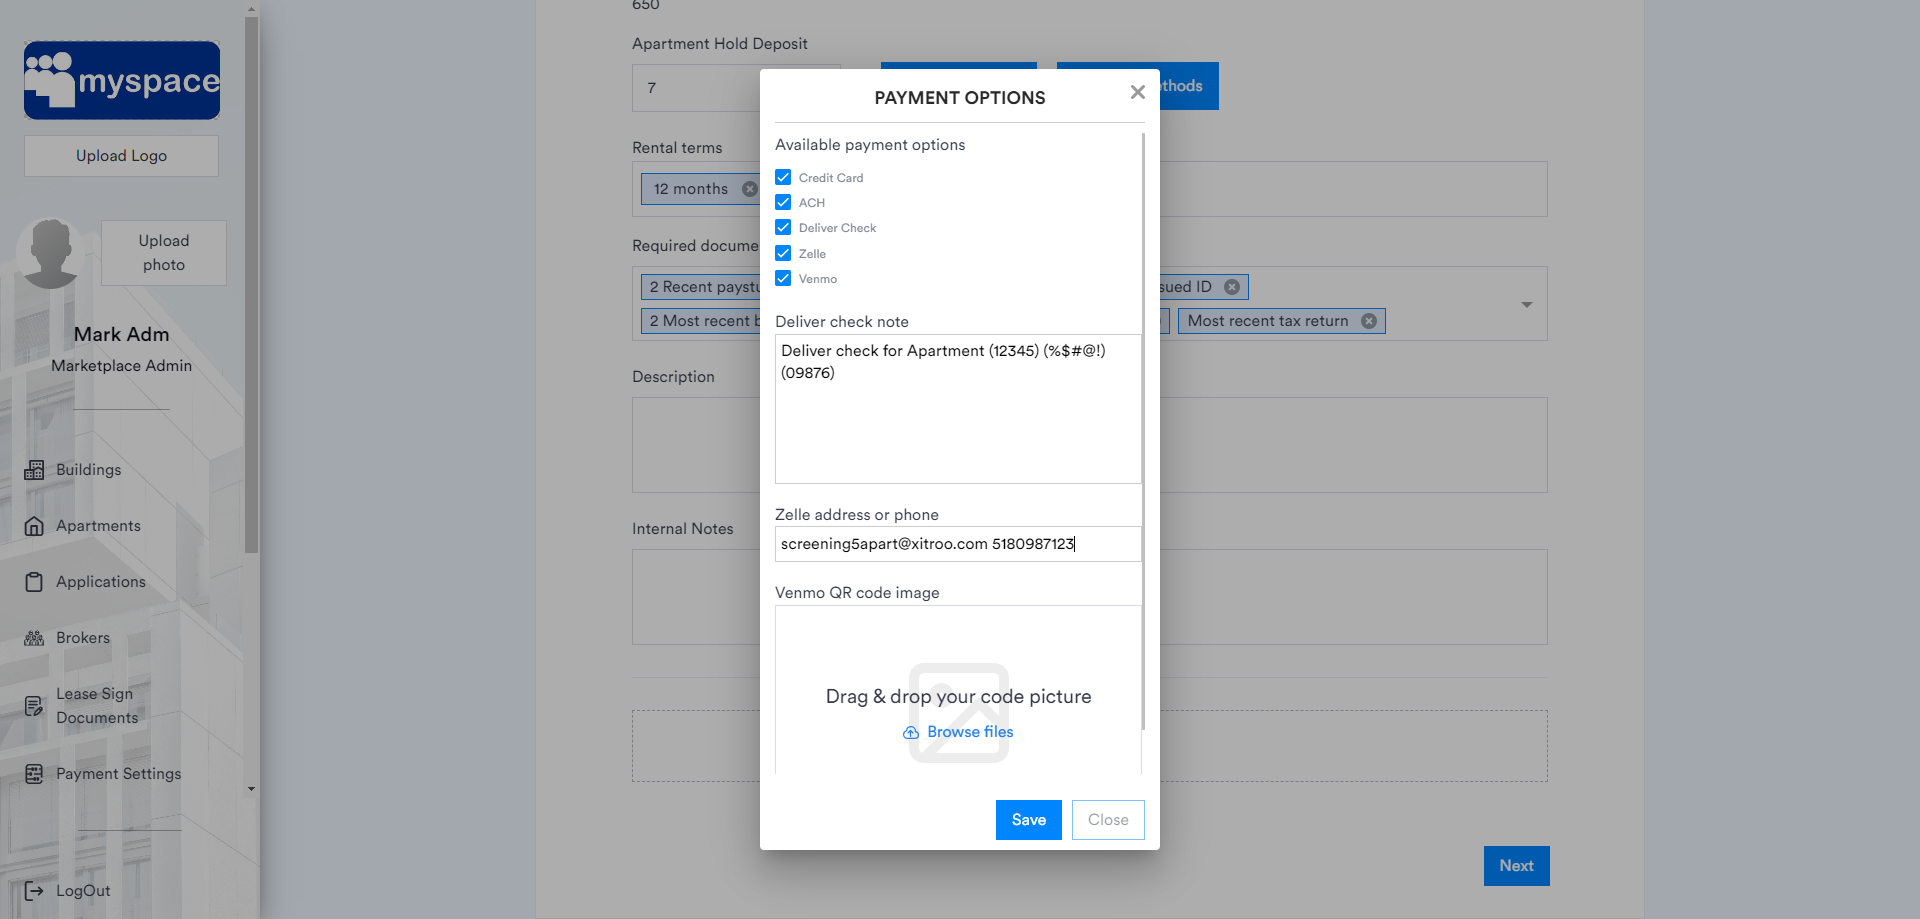 myspace
Upload Logo
Upload
photo
Mark Adm
Marketplace Admin
Buildings
Apartments
Applications
Brokers
Lease Sign
Documents
Payment Settings
LogOut
650
Apartment Hold Deposit
7
thods
Rental terms
12 months
Required docume
2 Recent paystu
sued ID
2 Most recent b
Most recent tax return
Description
Internal Notes
Next
PAYMENT OPTIONS
Available payment options
Credit Card
ACH
Deliver Check
Zelle
Venmo
Deliver check note
Deliver check for Apartment (12345) (%$#@!)
(09876)
Zelle address or phone
screening5apart@xitroo.com 5180987123
Venmo QR code image
Drag & drop your code picture
Browse files
Save
Close